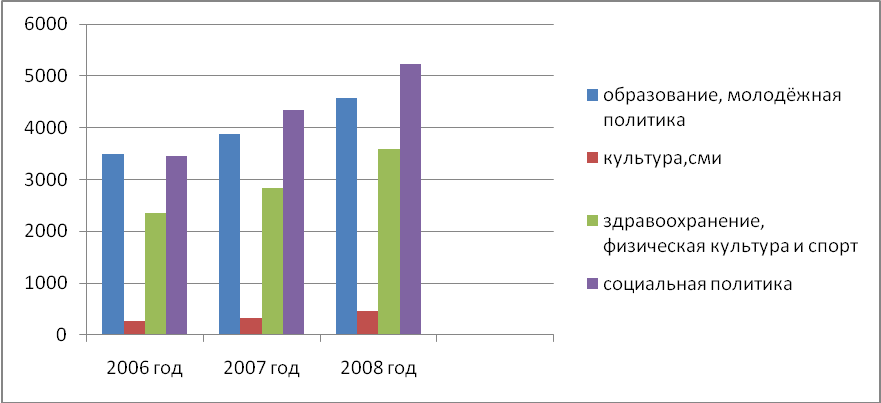 6000
5000
4000
3000
2000
1000
0
2006 год
2007 год
2008 год
образование, молодёжная
политика
культура,сми
здравоохранение,
физическая культура и спорт
социальная политика